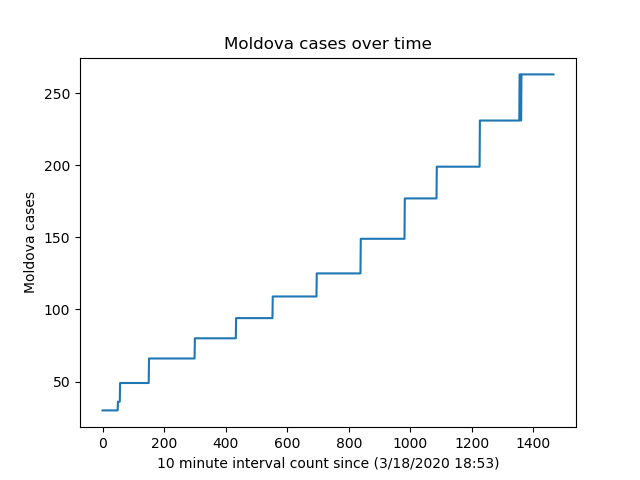 Moldova cases over time
Moldova cases
250
200
150
100
50
0 200 400 600 800 1000 1200 1400
10 minute interval count since (3/18/2020 18:53)